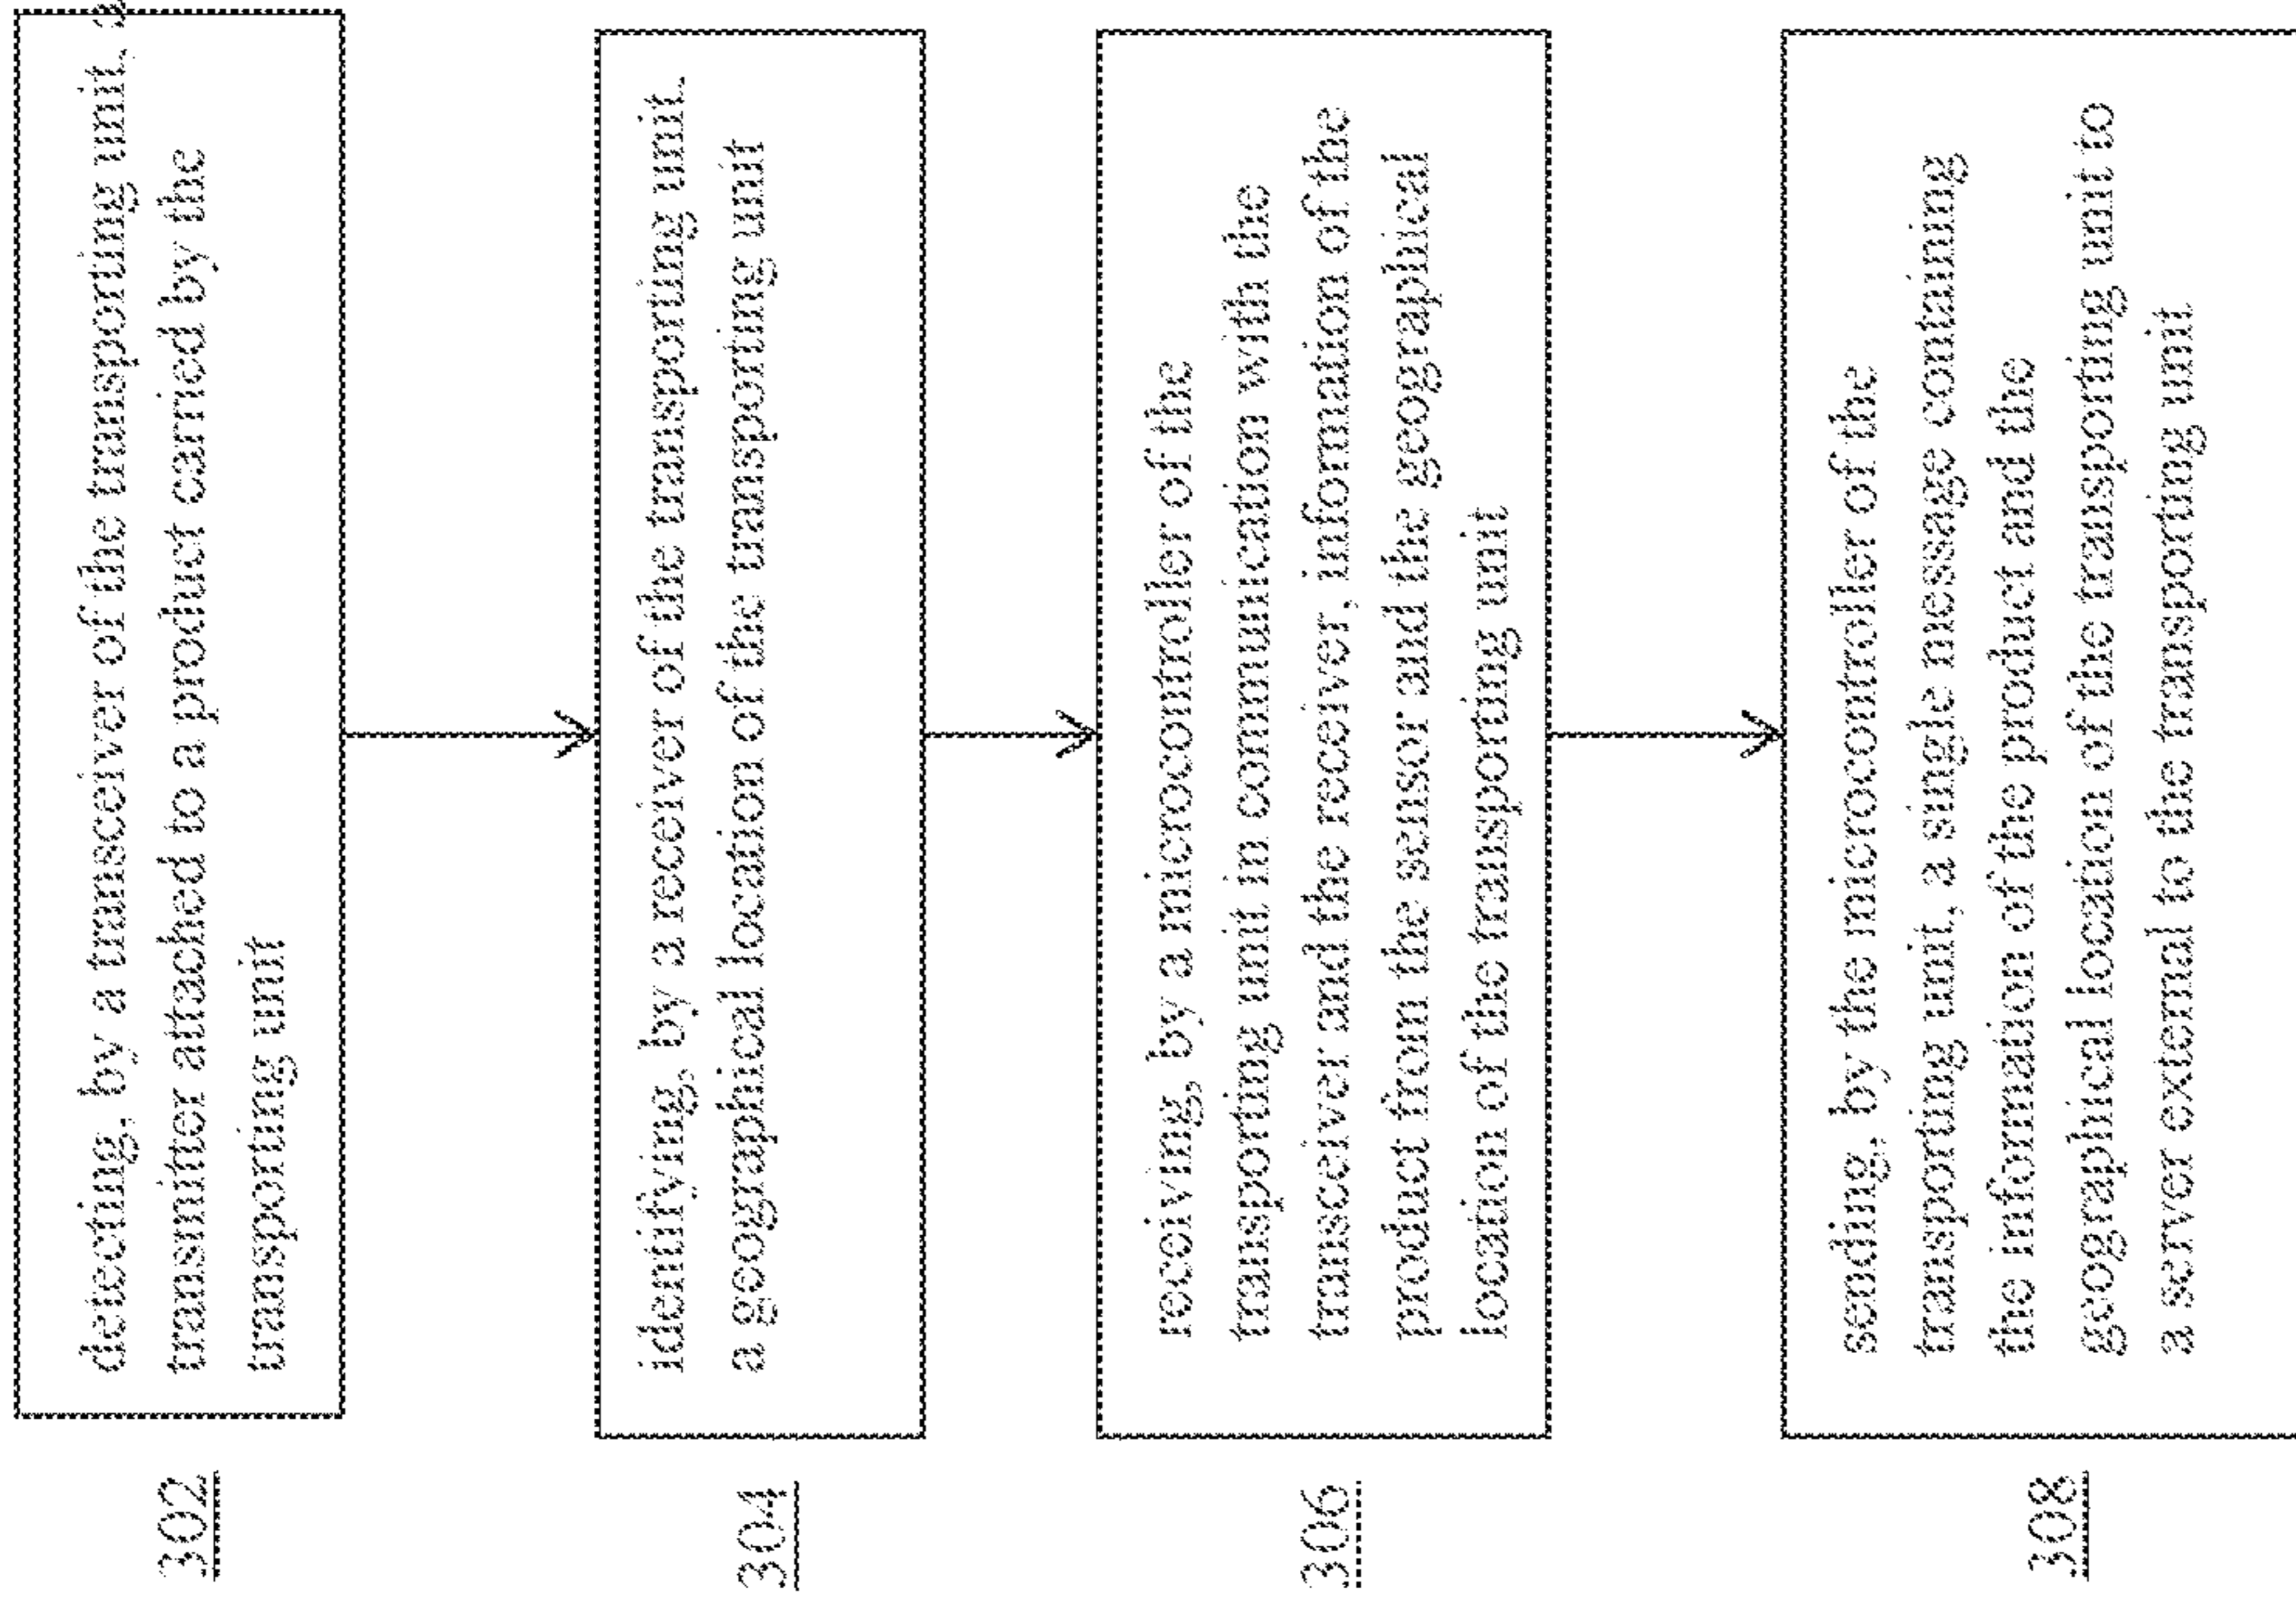 302
detecting, by a transceiver of the transporting unit,
transmitter attached to a product carried by the
transporting unit
304
identifying, by a receiver of the transporting unit,
a geographical location of the transporting unit
306
receiving, by a microcontroller of the
transporting unit in communication with the
transceiver and the receiver, information of the
product from the sensor and the geographical
location of the transporting unit
308
sending, by the microcontroller of the
transporting unit, a single message containing
the information of the product and the
geographical location of the transporting unit to
a server external to the transporting unit